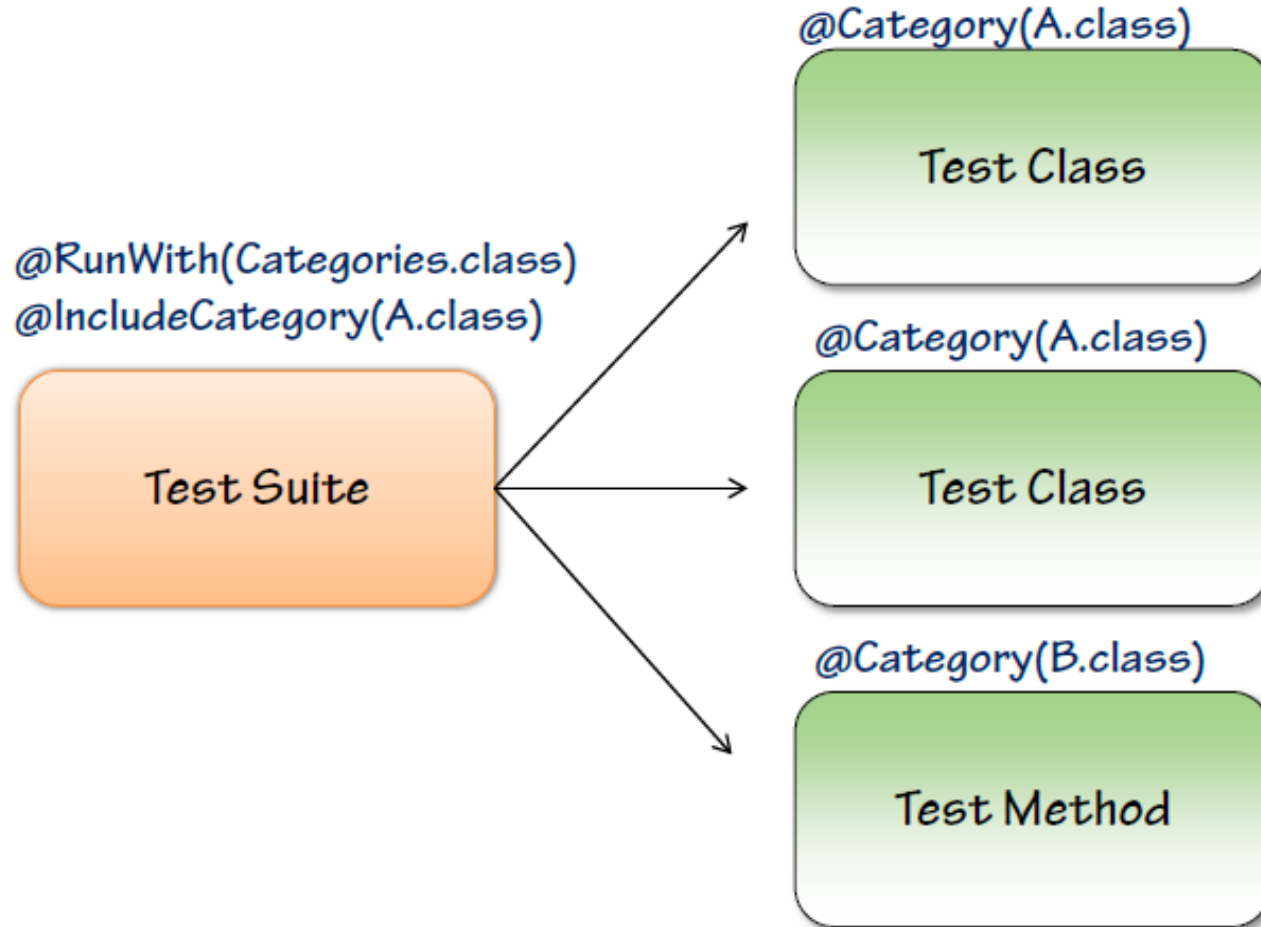 @Category(A.class)
Test Class
@RunWith(Categories.class)
@IncludeCategory(A.class)
@Category(A.class)
Test Suite
Test Class
@Category(B.class)
Test Method